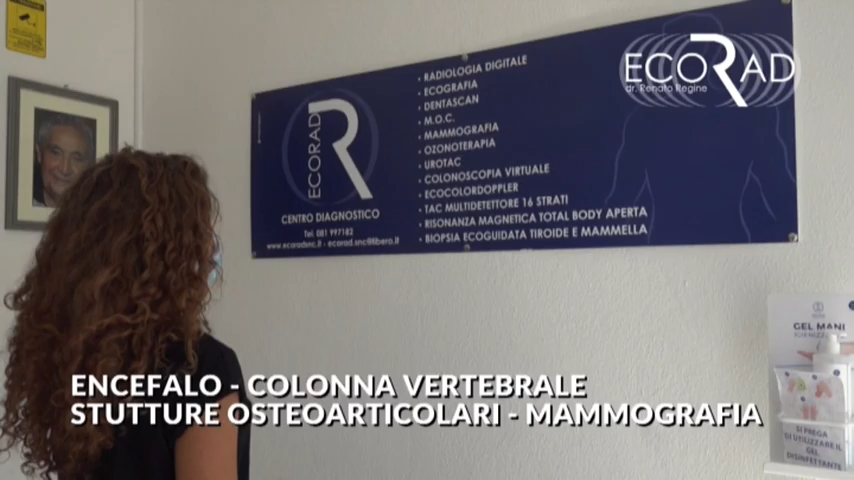 ECORAD
dr. Renato Regine
ECORAD
R
CENTRO DIAGNOSTICO
Tel. 081 997182
www.ecoradsnc.it - ecorad.snc@libero.it
• RADIOLOGIA DIGITALE
• ECOGRAFIA
• DENTASCAN
• M.O.C.
• MAMMOGRAFIA
• OZONOTERAPIA
• UROTAC
• COLONOSCOPIA VIRTUALE
• ECOCOLORDOPPLER
• TAC MULTIDETETTORE 16 STRATI
• RISONANZA MAGNETICA TOTAL BODY APERTA
• BIOPSIA ECOGUIDATA TIROIDE E MAMMELLA
GEL MANI
SI PREGA
DI UTILIZZARE IL
GEL
DISINFETTANTE
ENCEFALO - COLONNA VERTEBRALE
STUTTURE OSTEOARTICOLARI - MAMMOGRAFIA